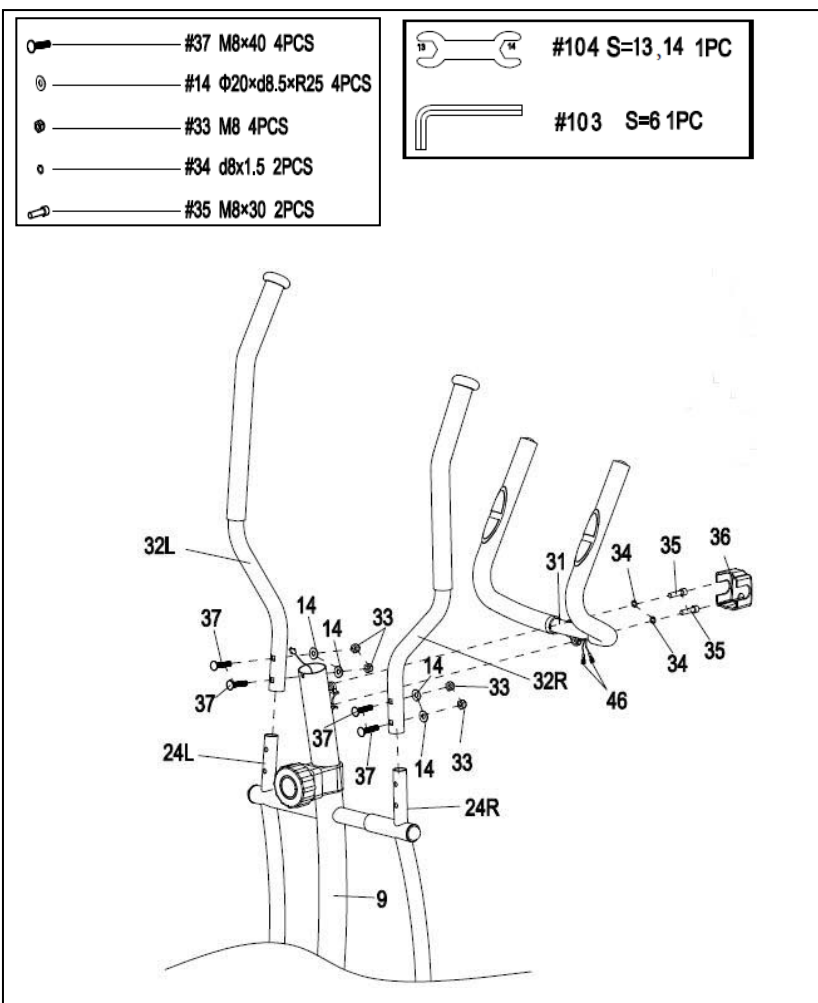 #37 M8×40 4PCS
#14 Φ20×d8.5×R25 4PCS
#33 M8 4PCS
#34 d8x1.5 2PCS
#35 M8×30 2PCS
13 14 #104 S=13,14 1PC
#103 S=6 1PC
32L
31
34
35
36
37
14
14
33
37
32R
46
34
35
14
33
37
37
14
33
24L
24R
9